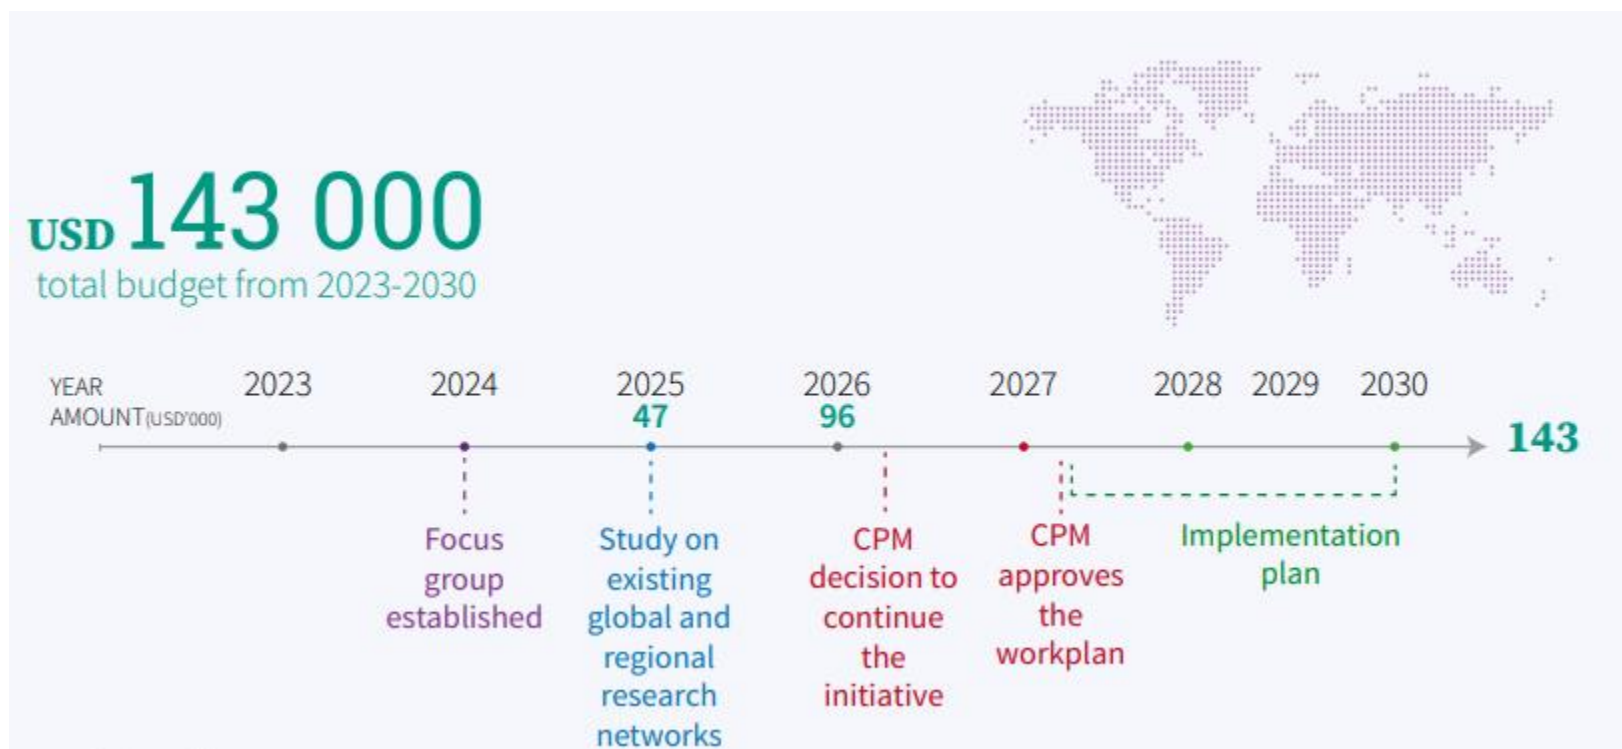 USD 143 000
total budget from 2023-2030
YEAR 2023 2024 2025 2026 2027 2028 2029 2030
AMOUNT(USD'000) 47 96
143
Focus
group
established
Study on
existing
global and
regional
research
networks
CPM
decision to
continue
the
initiative
CPM
approves
the
workplan
Implementation
plan